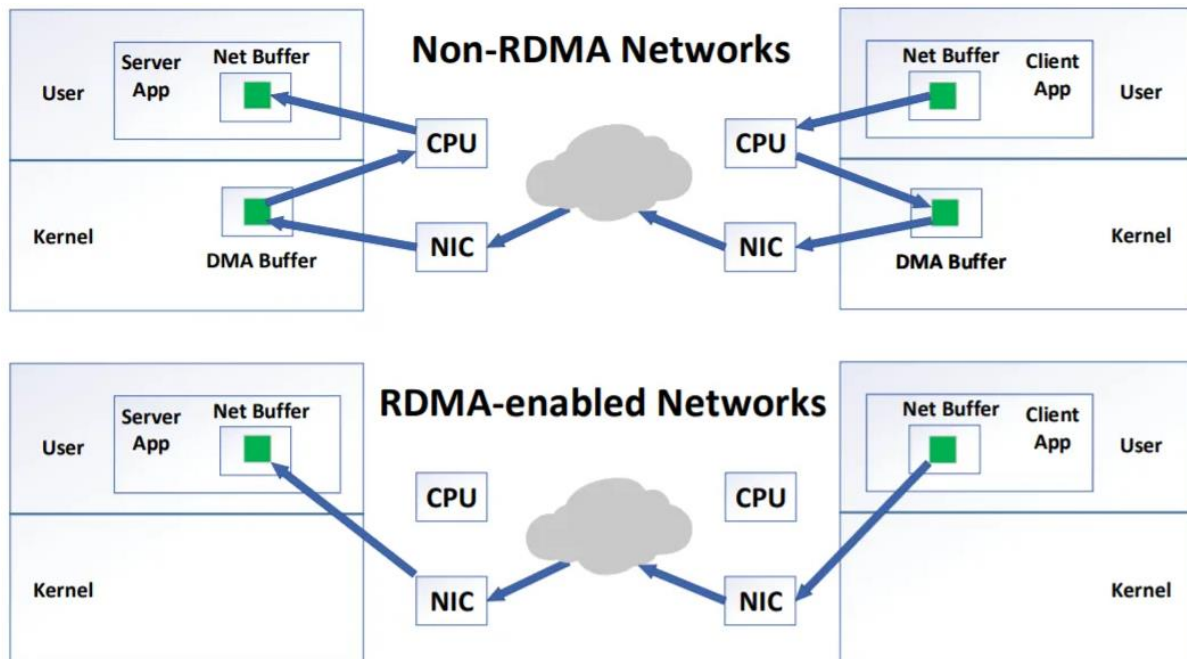 Non-RDMA Networks
Server App
Net Buffer
User
Kernel
DMA Buffer
CPU
NIC
CPU
NIC
Net Buffer
Client App
User
DMA Buffer
Kernel
RDMA-enabled Networks
Server App
Net Buffer
User
Kernel
CPU
NIC
CPU
NIC
Net Buffer
Client App
User
Kernel